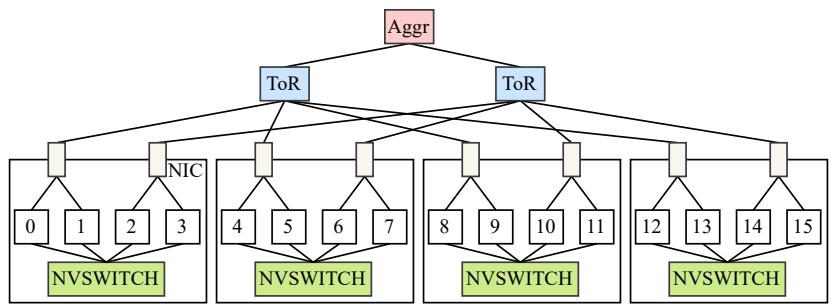 Aggr
ToR ToR
NIC
0 1 2 3 4 5 6 7 8 9 10 11 12 13 14 15
NVSWITCH NVSWITCH NVSWITCH NVSWITCH